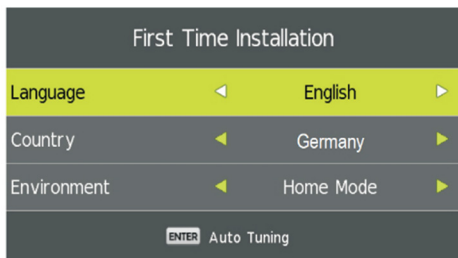 First Time Installation
Language English
Country Germany
Environment Home Mode
ENTER Auto Tuning